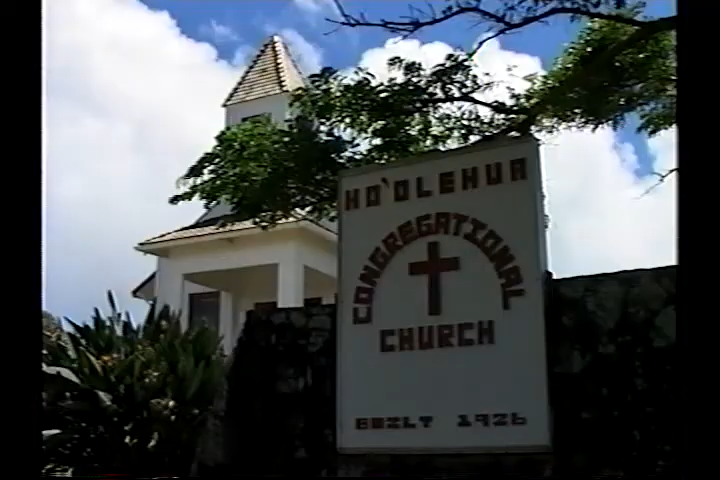 HO'OLEHUA
CONGREGATIONAL
CHURCH
BUILT 1926